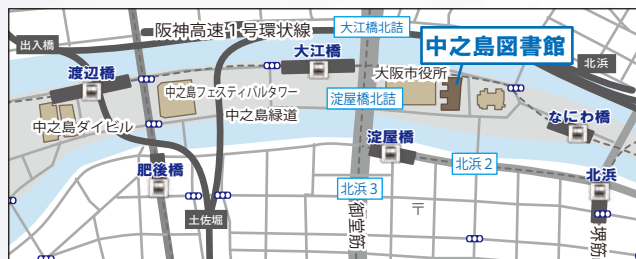 阪神高速1号環状線
大江橋北詰
出入橋
中之島図書館
大江橋
北浜
渡辺橋
大阪市役所
中之島フェスティバルタワー
淀屋橋北詰
中之島緑道
なにわ橋
中之島ダイビル
淀屋橋
肥後橋
北浜2
北浜
北浜3
土佐堀
〒
御堂筋
堺筋